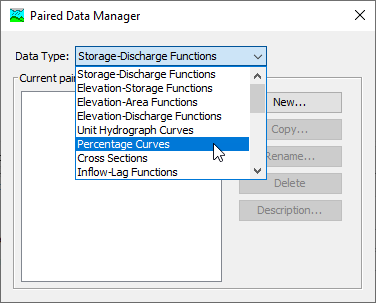 Paired Data Manager
Data Type: Storage-Discharge Functions
Storage-Discharge Functions
Current pai
Elevation-Storage Functions
Elevation-Area Functions
Elevation-Discharge Functions
Unit Hydrograph Curves
Percentage Curves
Cross Sections
Inflow-Lag Functions
New...
Copy...
Rename...
Delete
Description...